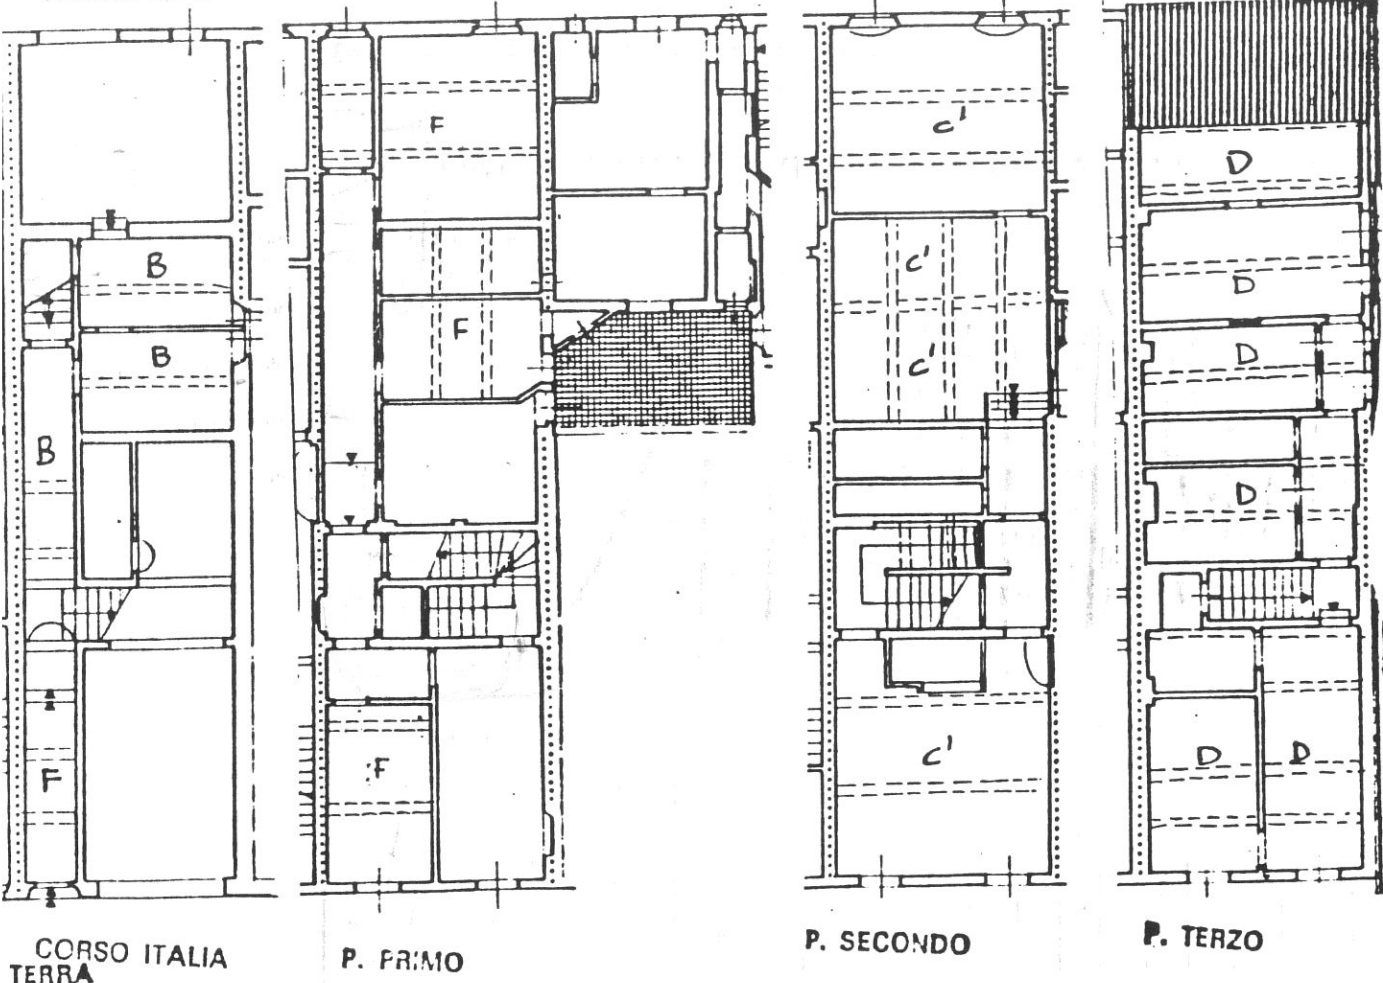 B
B
B
F
CORSO ITALIA
TERRA
F
F
F
P. PRIMO
C'
C'
C'
C'
P. SECONDO
D
D
D
D
D
D
P. TERZO